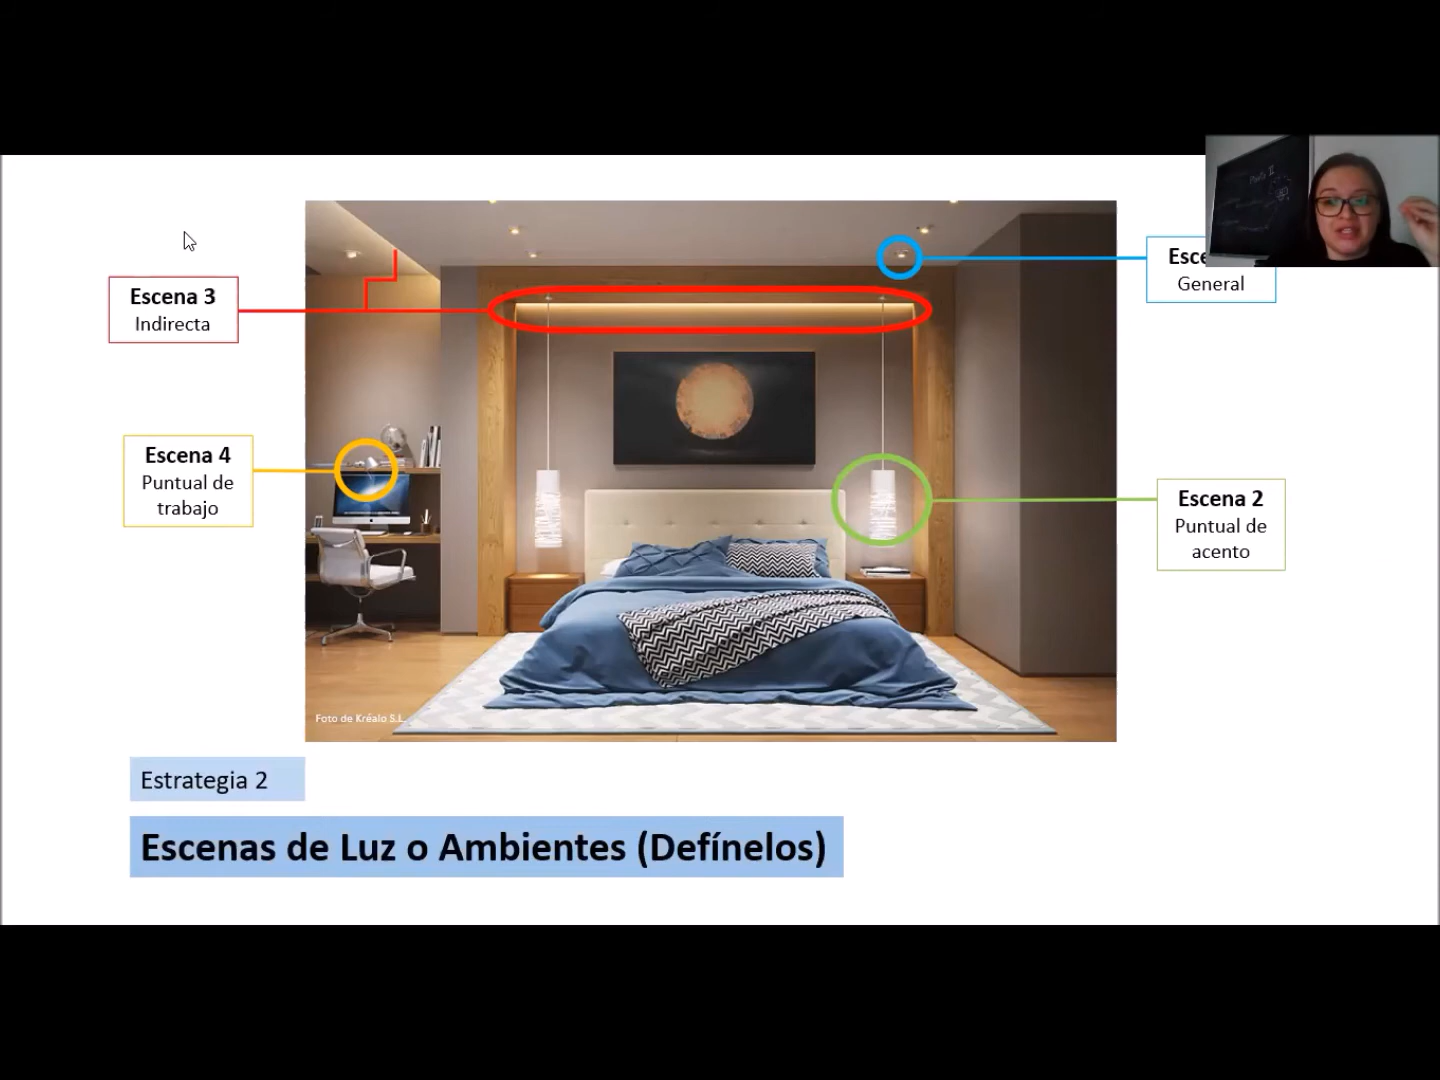 Escena 3
Indirecta
General
Escena 4
Puntual de
trabajo
Escena 2
Puntual de
acento
Foto de Kréalo S.L.
Estrategia 2
Escenas de Luz o Ambientes (Defínelos)